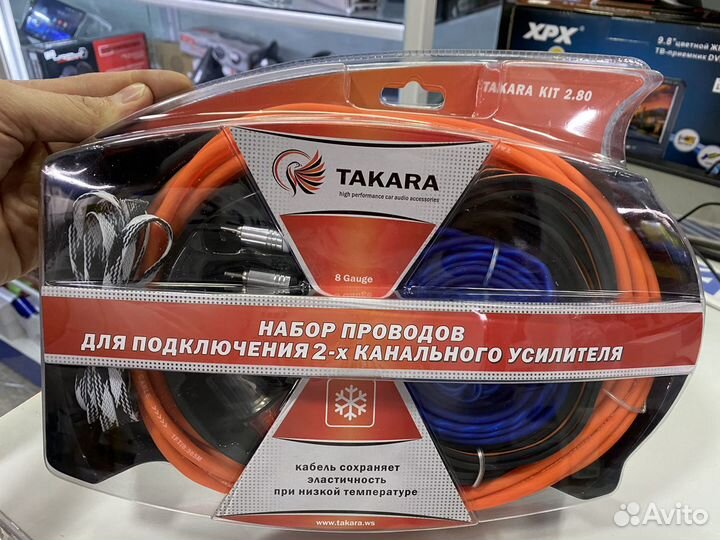 XPX
9.8"цветной Ж
ТВ-приемник DV
TAKARA KIT 2.80
TAKARA
high performance car audio accessories
8 Gauge
НАБОР ПРОВОДОВ
ДЛЯ ПОДКЛЮЧЕНИЯ 2-х КАНАЛЬНОГО УСИЛИТЕЛЯ
кабель сохраняет
эластичность
при низкой температуре
www.takara.ws
Avito